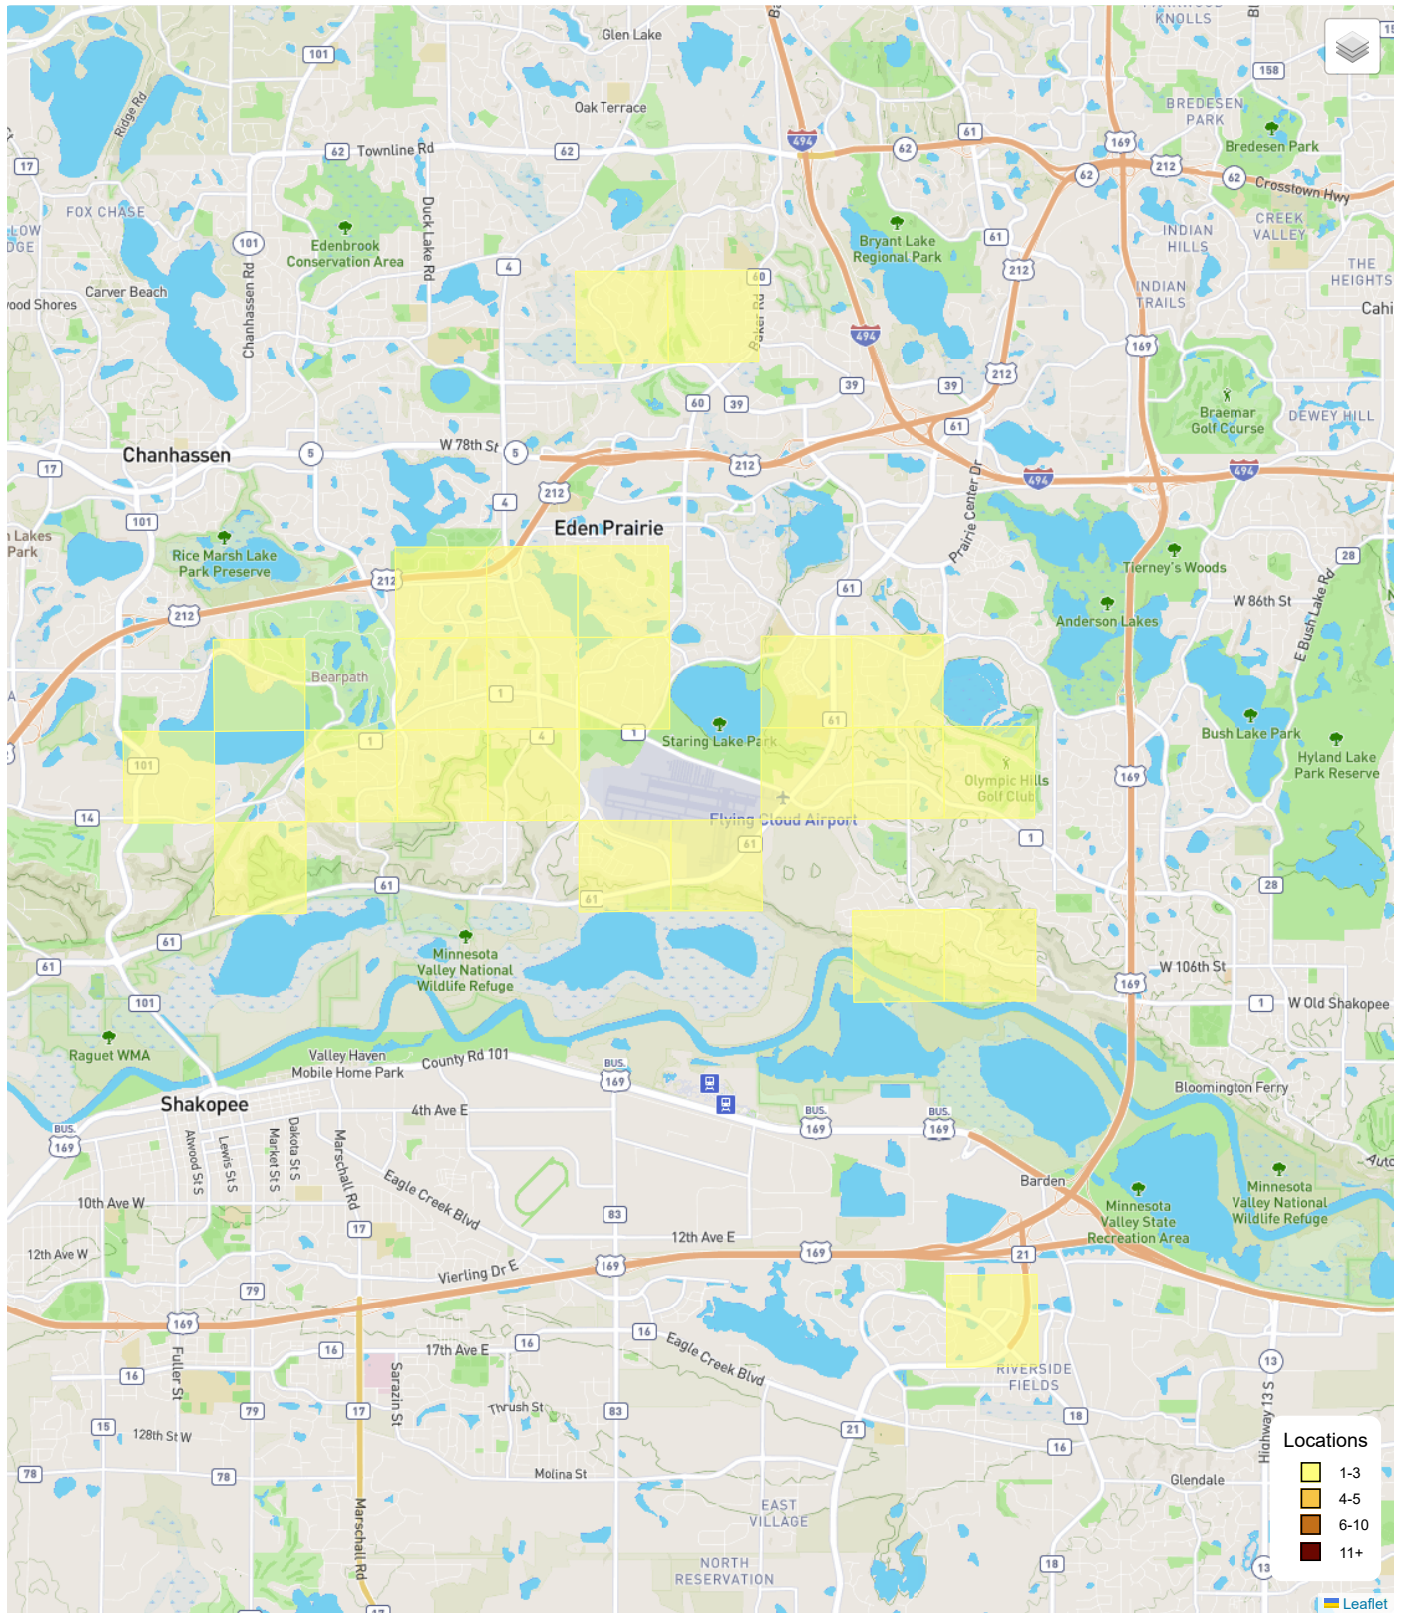 KNOLLS
Glen Lake
101
158
Ridge Rd
Oak Terrace
BREDESEN
PARK
Bredesen Park
494
62
61
169
212
62
Townline Rd
62
17
62
62
Crosstown Hwy
FOX CHASE
Duck Lake Rd
Bryant Lake
Regional Park
61
INDIAN
HILLS
CREEK
VALLEY
101
Edenbrook
Conservation Area
4
212
THE
HEIGHTS
Carver Beach
Chanhassen Rd
60
Baker Rd
INDIAN
TRAILS
wood Shores
Cahi
494
169
212
39
39
60
39
Braemar
Golf Course
DEWEY HILL
61
Chanhassen
5
W 78th St
5
212
17
494
494
4
212
Prairie Center Dr
101
Eden Prairie
n Lakes
Park
Rice Marsh Lake
Park Preserve
28
Tierney's Woods
212
61
E Bush Lake Rd
W 86th St
212
Anderson Lakes
Bearpath
1
61
Staring Lake Park
Bush Lake Park
1
4
1
101
Olympic Hills
Golf Club
169
Hyland Lake
Park Reserve
14
Flying Cloud Airport
1
61
61
61
28
61
Minnesota
Valley National
Wildlife Refuge
61
W 106th St
169
101
1
W Old Shakopee
Raguet WMA
Valley Haven
Mobile Home Park
County Rd 101
BUS.
169
Bloomington Ferry
Shakopee
4th Ave E
BUS.
169
BUS.
169
BUS.
169
Atwood St S
Lewis St S
Market St S
Dakota St S
Marschall Rd
Eagle Creek Blvd
Barden
Minnesota
Valley State
Recreation Area
Minnesota
Valley National
Wildlife Refuge
10th Ave W
83
17
12th Ave E
12th Ave W
169
21
169
Vierling Dr E
79
169
16
16
17th Ave E
16
Eagle Creek Blvd
Fuller St
Sarazin St
16
RIVERSIDE
FIELDS
13
79
17
Thrush St
83
18
15
128th St W
21
16
Highway 13 S
78
78
Molina St
Glendale
EAST
VILLAGE
Marschall Rd
NORTH
RESERVATION
18
13
17
Locations
1-3
4-5
6-10
11+
Leaflet